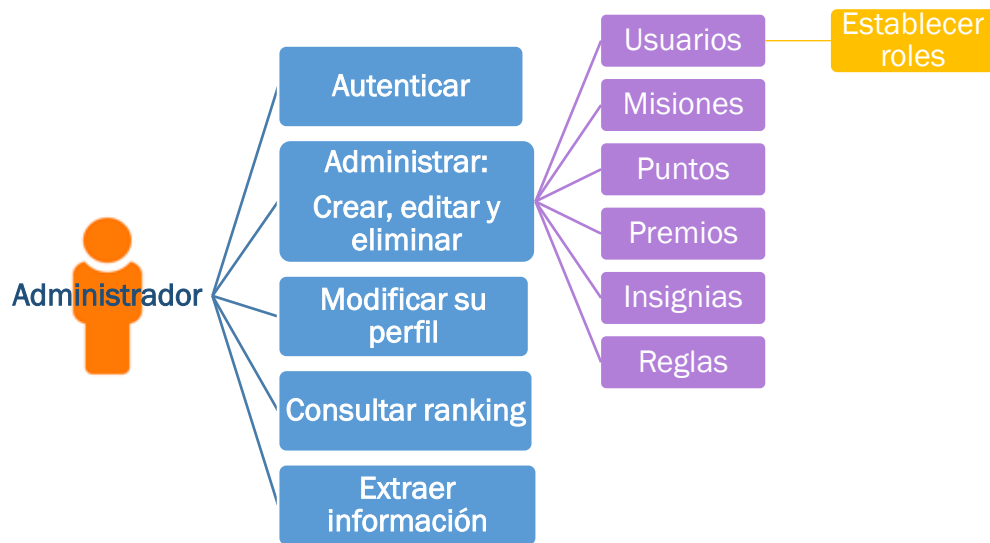 Administrador
Autenticar
Administrar:
Crear, editar y
eliminar
Modificar su
perfil
Consultar ranking
Extraer
información
Usuarios
Misiones
Puntos
Premios
Insignias
Reglas
Establecer
roles